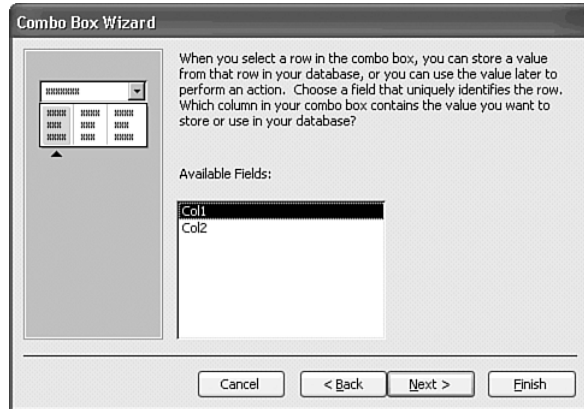 Combo Box Wizard
When you select a row in the combo box, you can store a value
from that row in your database, or you can use the value later to
perform an action. Choose a field that uniquely identifies the row.
Which column in your combo box contains the value you want to
store or use in your database?
Available Fields:
Col1
Col2
Cancel
< Back
Next >
Finish